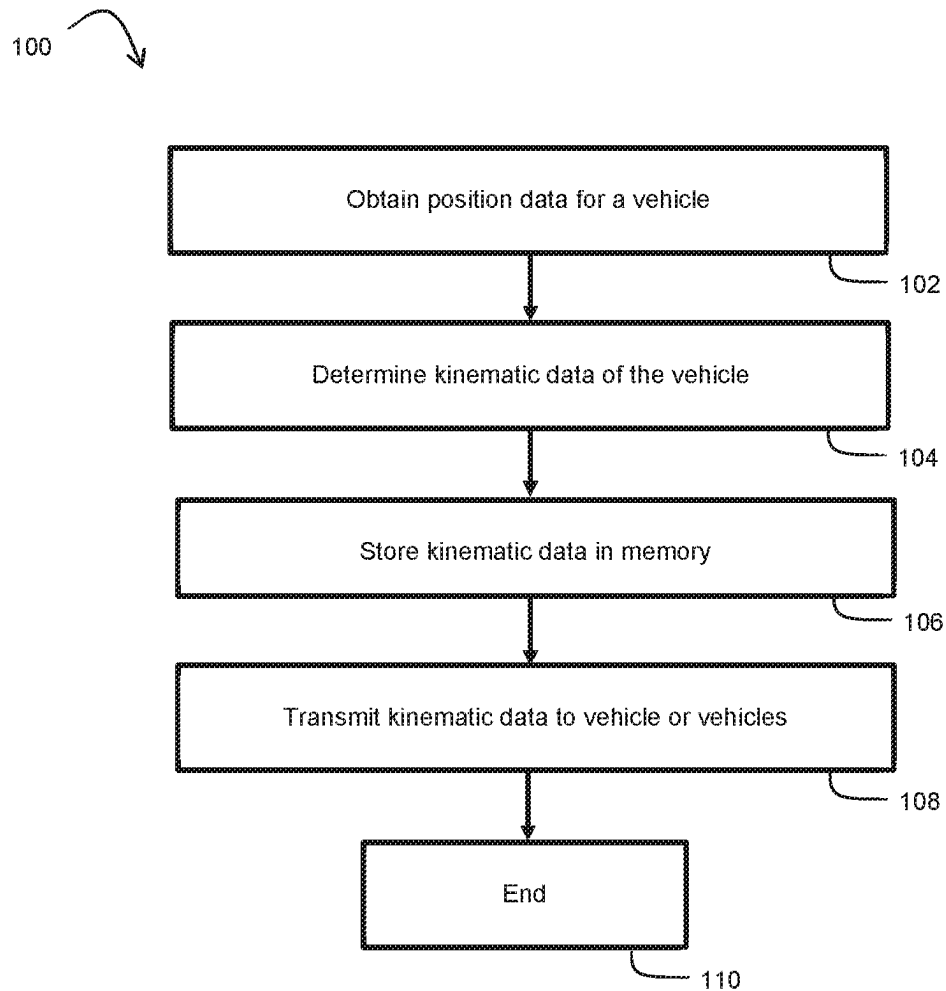 100
Obtain position data for a vehicle
102
Determine kinematic data of the vehicle
104
Store kinematic data in memory
106
Transmit kinematic data to vehicle or vehicles
108
End
110